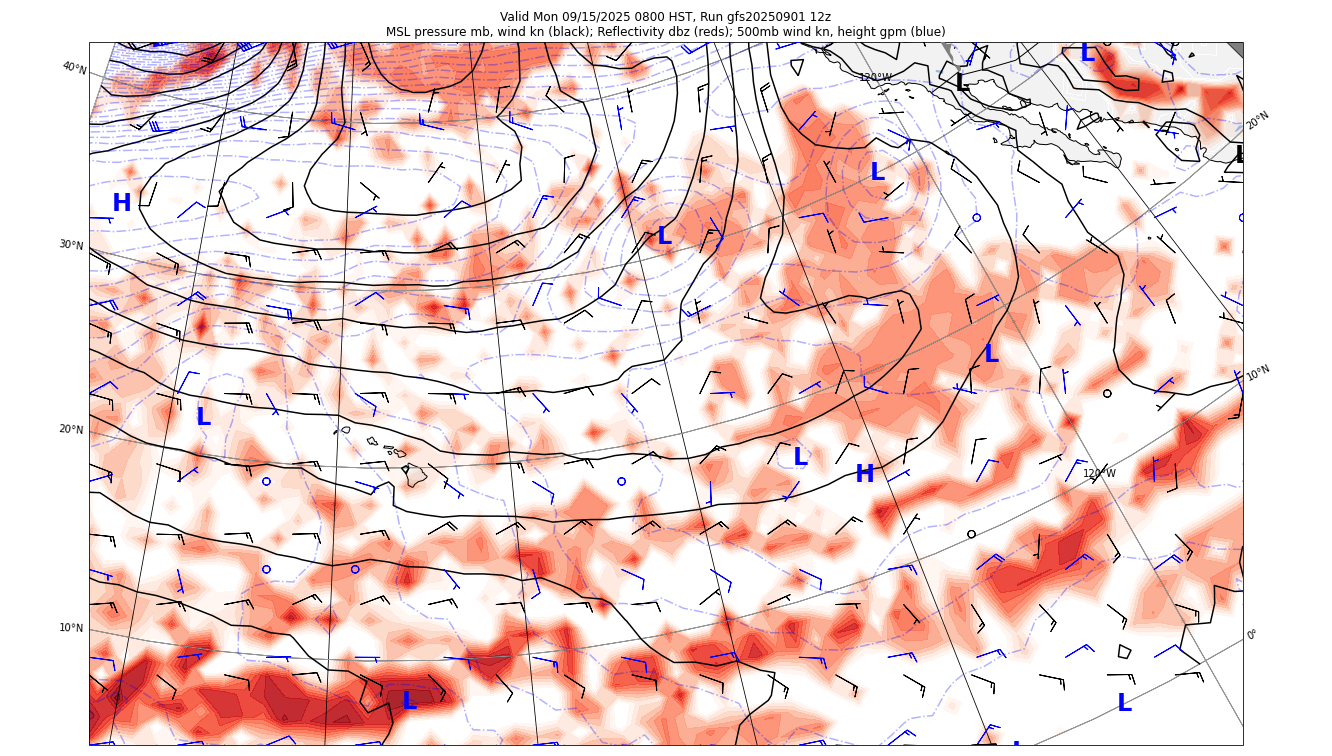 Valid Mon 09/15/2025 0800 HST, Run gfs20250901 12z
MSL pressure mb, wind kn (black); Reflectivity dbz (reds); 500mb wind kn, height gpm (blue)
L
40°N
120°W
L
20°N
L
L
H
L
30°N
L
10°N
L
20°N
L
H
120°W
10°N
0°
L
L